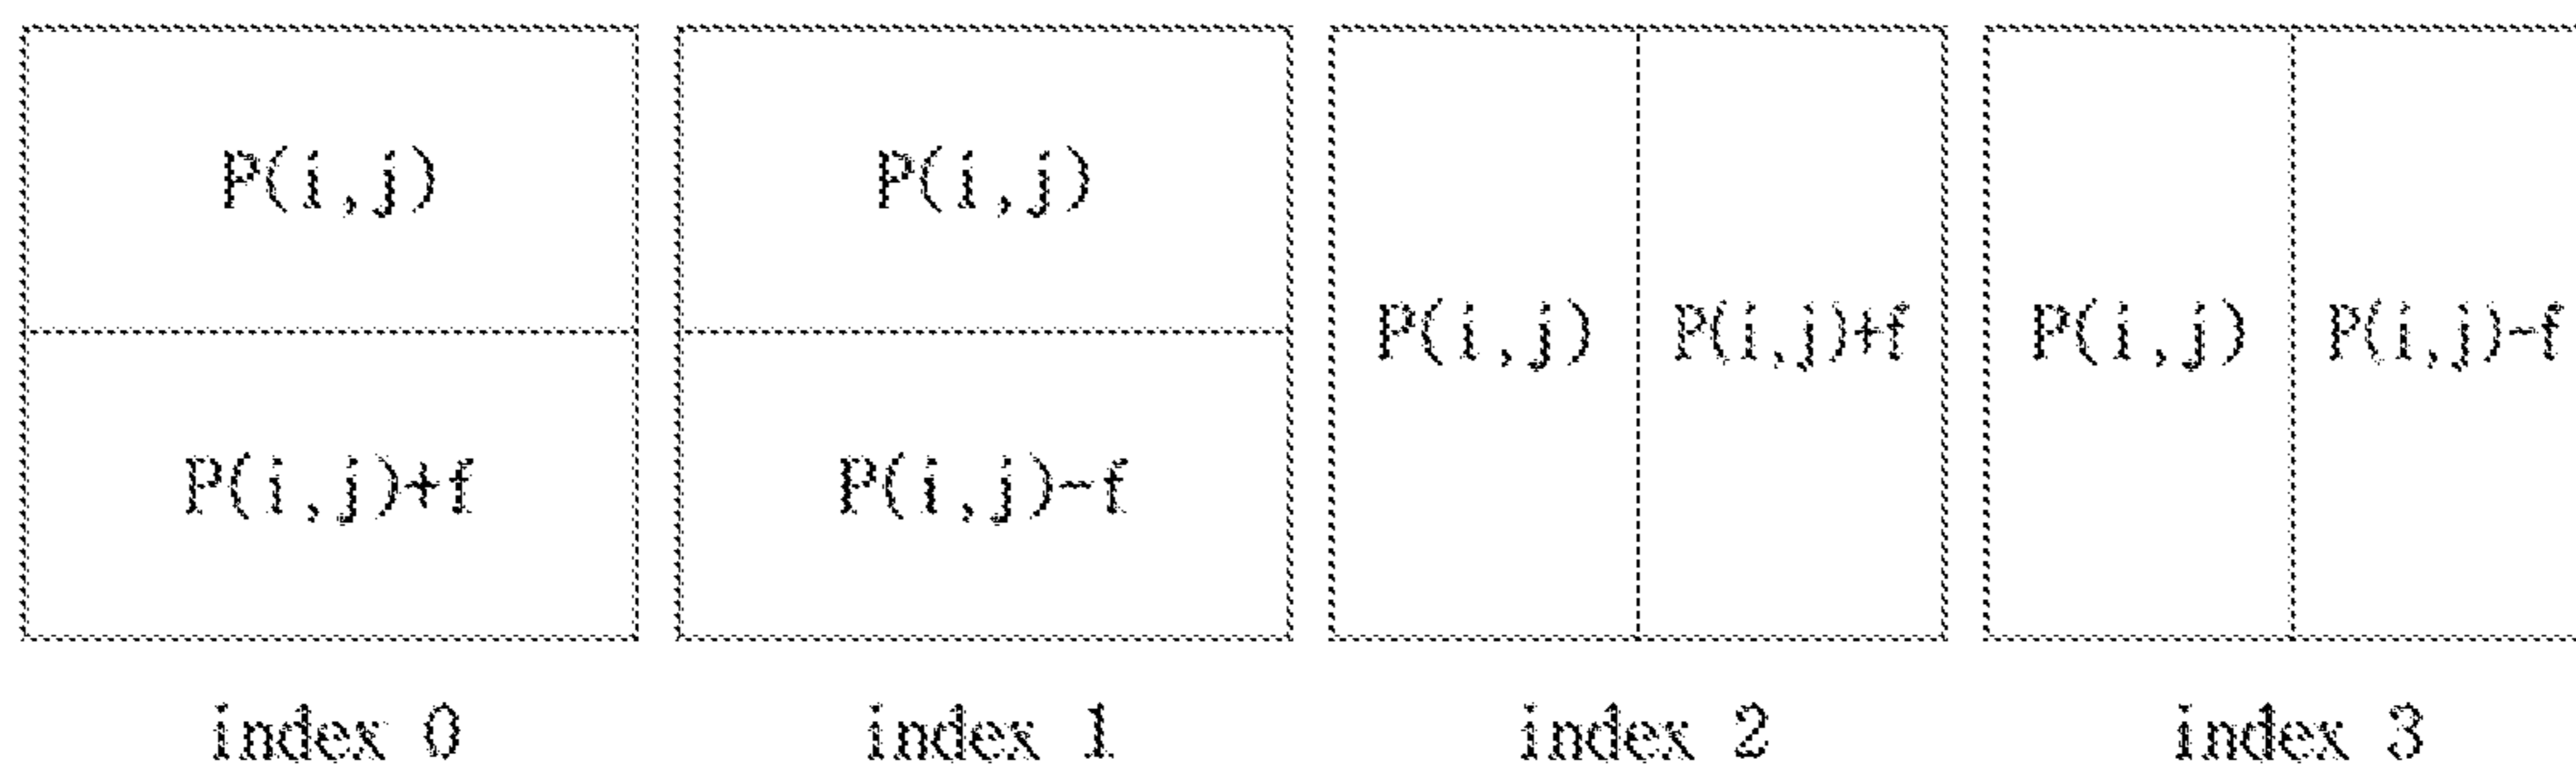 P(i,j) P(i,j)
P(i,j) P(i,j)+f P(i,j) P(i,j)-f
P(i,j)+f P(i,j)-f
index 0 index 1 index 2 index 3